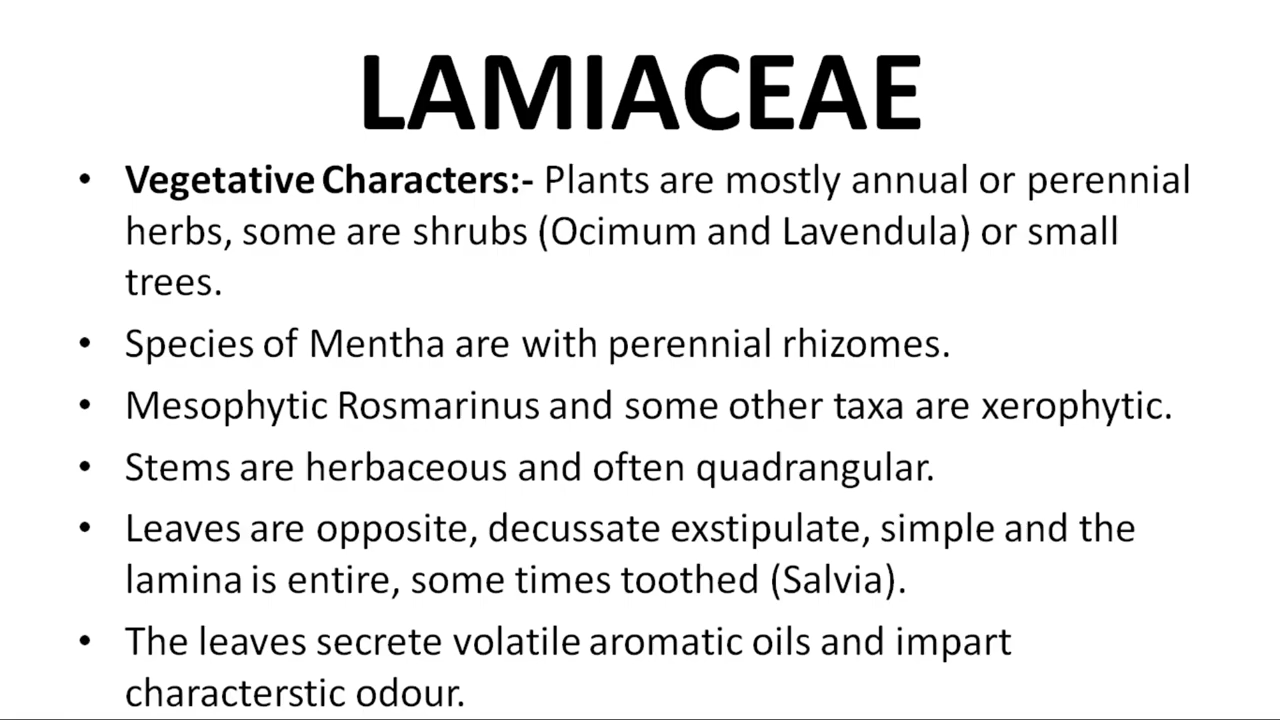 LAMIACEAE
• Vegetative Characters:- Plants are mostly annual or perennial
herbs, some are shrubs (Ocimum and Lavendula) or small
trees.
• Species of Mentha are with perennial rhizomes.
• Mesophytic Rosmarinus and some other taxa are xerophytic.
• Stems are herbaceous and often quadrangular.
• Leaves are opposite, decussate exstipulate, simple and the
lamina is entire, some times toothed (Salvia).
• The leaves secrete volatile aromatic oils and impart
characterstic odour.